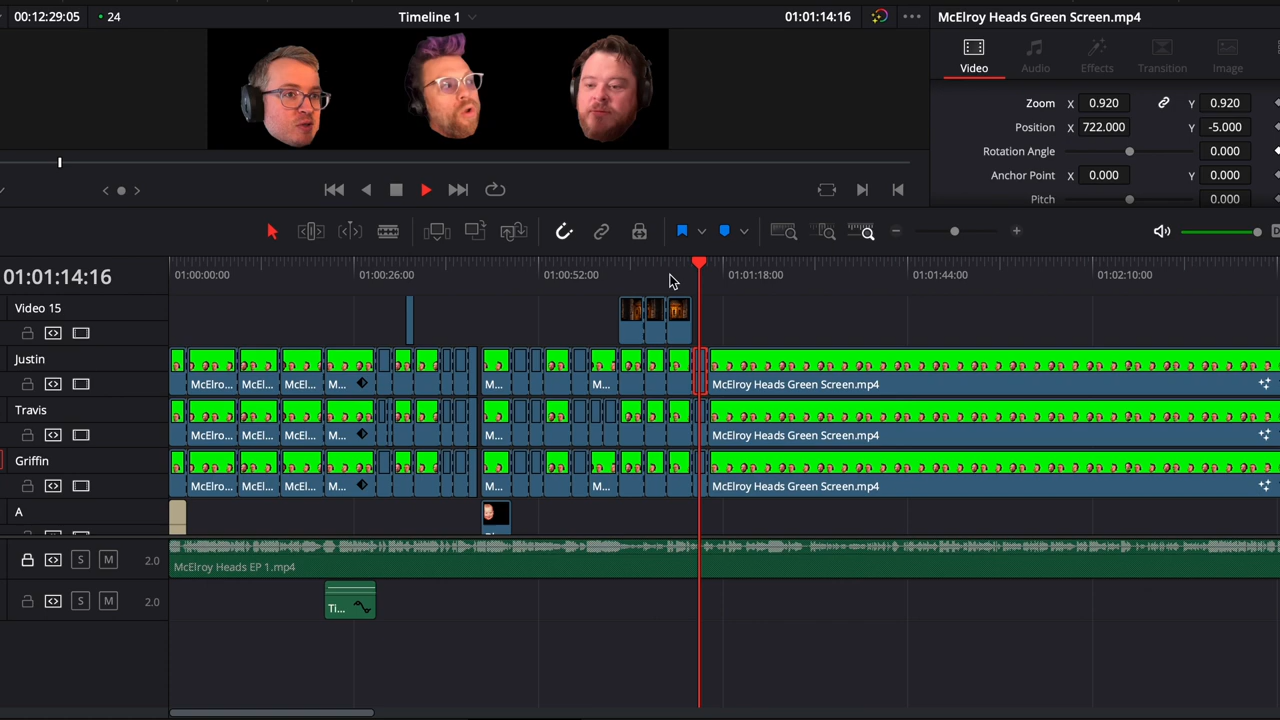 00:12:29:05 • 24 Timeline 1 01:01:14:16 ••• McElroy Heads Green Screen.mp4
Video Audio Effects Transition Image
Zoom X 0.920 Y 0.920
Position X 722.000 Y -5.000
Rotation Angle 0.000
Anchor Point X 0.000 Y 0.000
Pitch 0.000
01:01:14:16 01:00:00:00 01:00:26:00 01:00:52:00 01:01:18:00 01:01:44:00 01:02:10:00
Video 15
Justin
McElro... McEl... McEl... M... M... M... McElroy Heads Green Screen.mp4
Travis
McElro... McEl... McEl... M... M... McElroy Heads Green Screen.mp4
Griffin
McElro... McEl... McEl... M... M... M... McElroy Heads Green Screen.mp4
A
S M 2.0
McElroy Heads EP 1.mp4
S M 2.0
Ti...